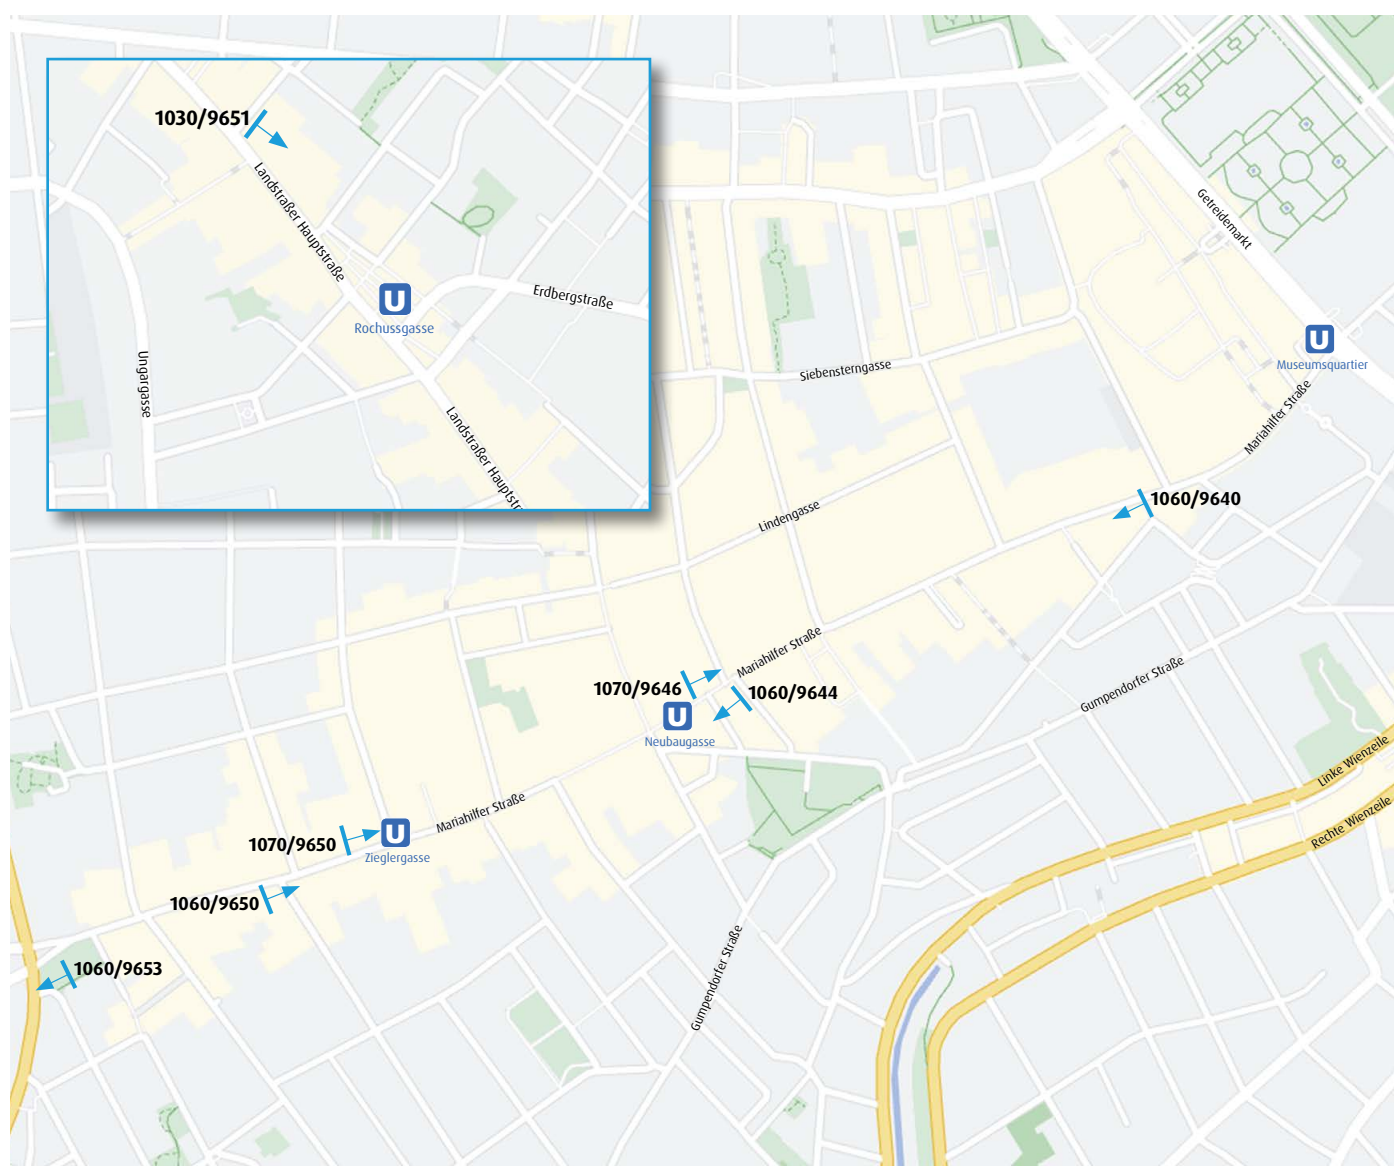 1030/9651
Landstraßer Hauptstraße
U
Rochussgasse
Erdbergstraße
Ungargasse
Landstraßer Hauptstr
Getreidemarkt
U
Museumsquartier
Siebensterngasse
Mariahilfer Straße
1060/9640
Lindengasse
Mariahilfer Straße
1070/9646
1060/9644
U
Neubaugasse
Gumpendorfer Straße
Linke Wienzeile
Rechte Wienzeile
Mariahilfer Straße
1070/9650
U
Zieglergasse
1060/9650
Gumpendorfer Straße
1060/9653